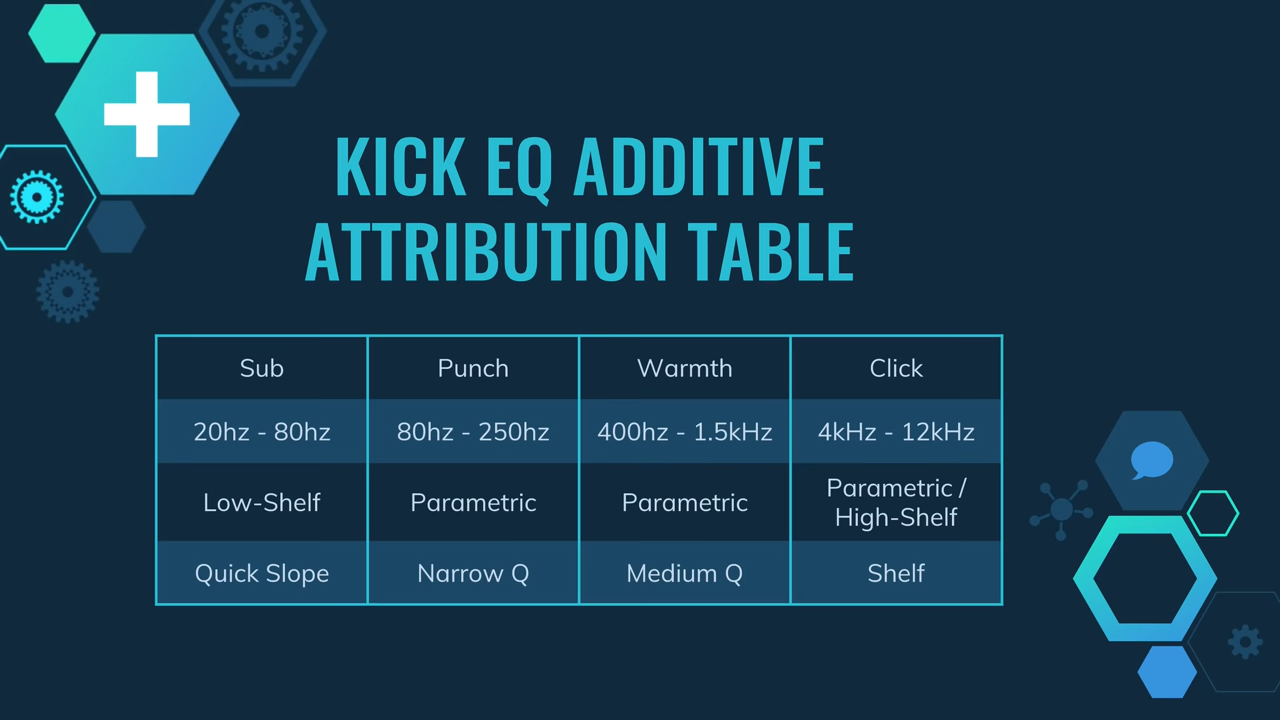 KICK EQ ADDITIVE
ATTRIBUTION TABLE
Sub Punch Warmth Click
20hz - 80hz 80hz - 250hz 400hz - 1.5kHz 4kHz - 12kHz
Low-Shelf Parametric Parametric Parametric /
High-Shelf
Quick Slope Narrow Q Medium Q Shelf